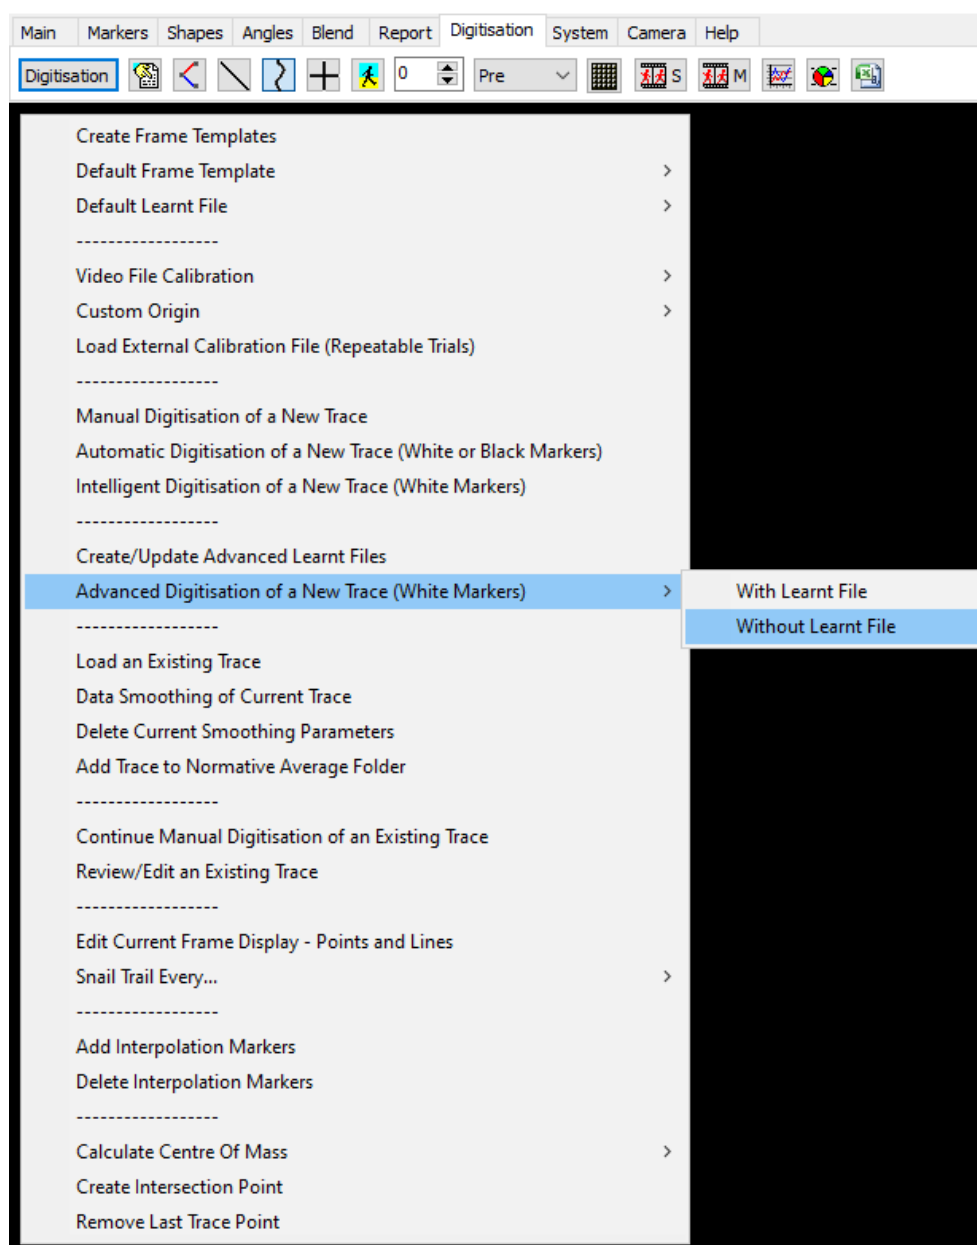 Main Markers Shapes Angles Blend Report Digitisation System Camera Help
Digitisation 0 Pre S M
Create Frame Templates
Default Frame Template
Default Learnt File
------------------
Video File Calibration
Custom Origin
Load External Calibration File (Repeatable Trials)
------------------
Manual Digitisation of a New Trace
Automatic Digitisation of a New Trace (White or Black Markers)
Intelligent Digitisation of a New Trace (White Markers)
------------------
Create/Update Advanced Learnt Files
Advanced Digitisation of a New Trace (White Markers)
With Learnt File
Without Learnt File
------------------
Load an Existing Trace
Data Smoothing of Current Trace
Delete Current Smoothing Parameters
Add Trace to Normative Average Folder
------------------
Continue Manual Digitisation of an Existing Trace
Review/Edit an Existing Trace
------------------
Edit Current Frame Display - Points and Lines
Snail Trail Every...
------------------
Add Interpolation Markers
Delete Interpolation Markers
------------------
Calculate Centre Of Mass
Create Intersection Point
Remove Last Trace Point